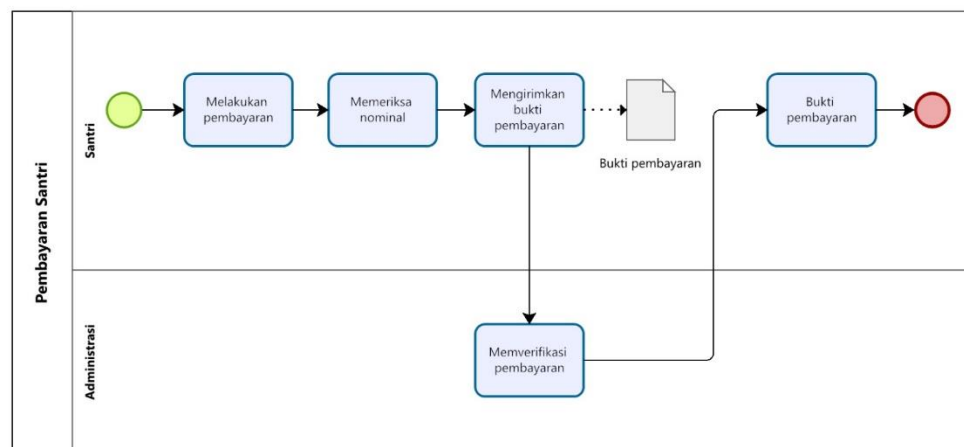 Pembayaran Santri
Santri
Melakukan
pembayaran
Memeriksa
nominal
Mengirimkan
bukti
pembayaran
Bukti pembayaran
Bukti
pembayaran
Administrasi
Memverifikasi
pembayaran